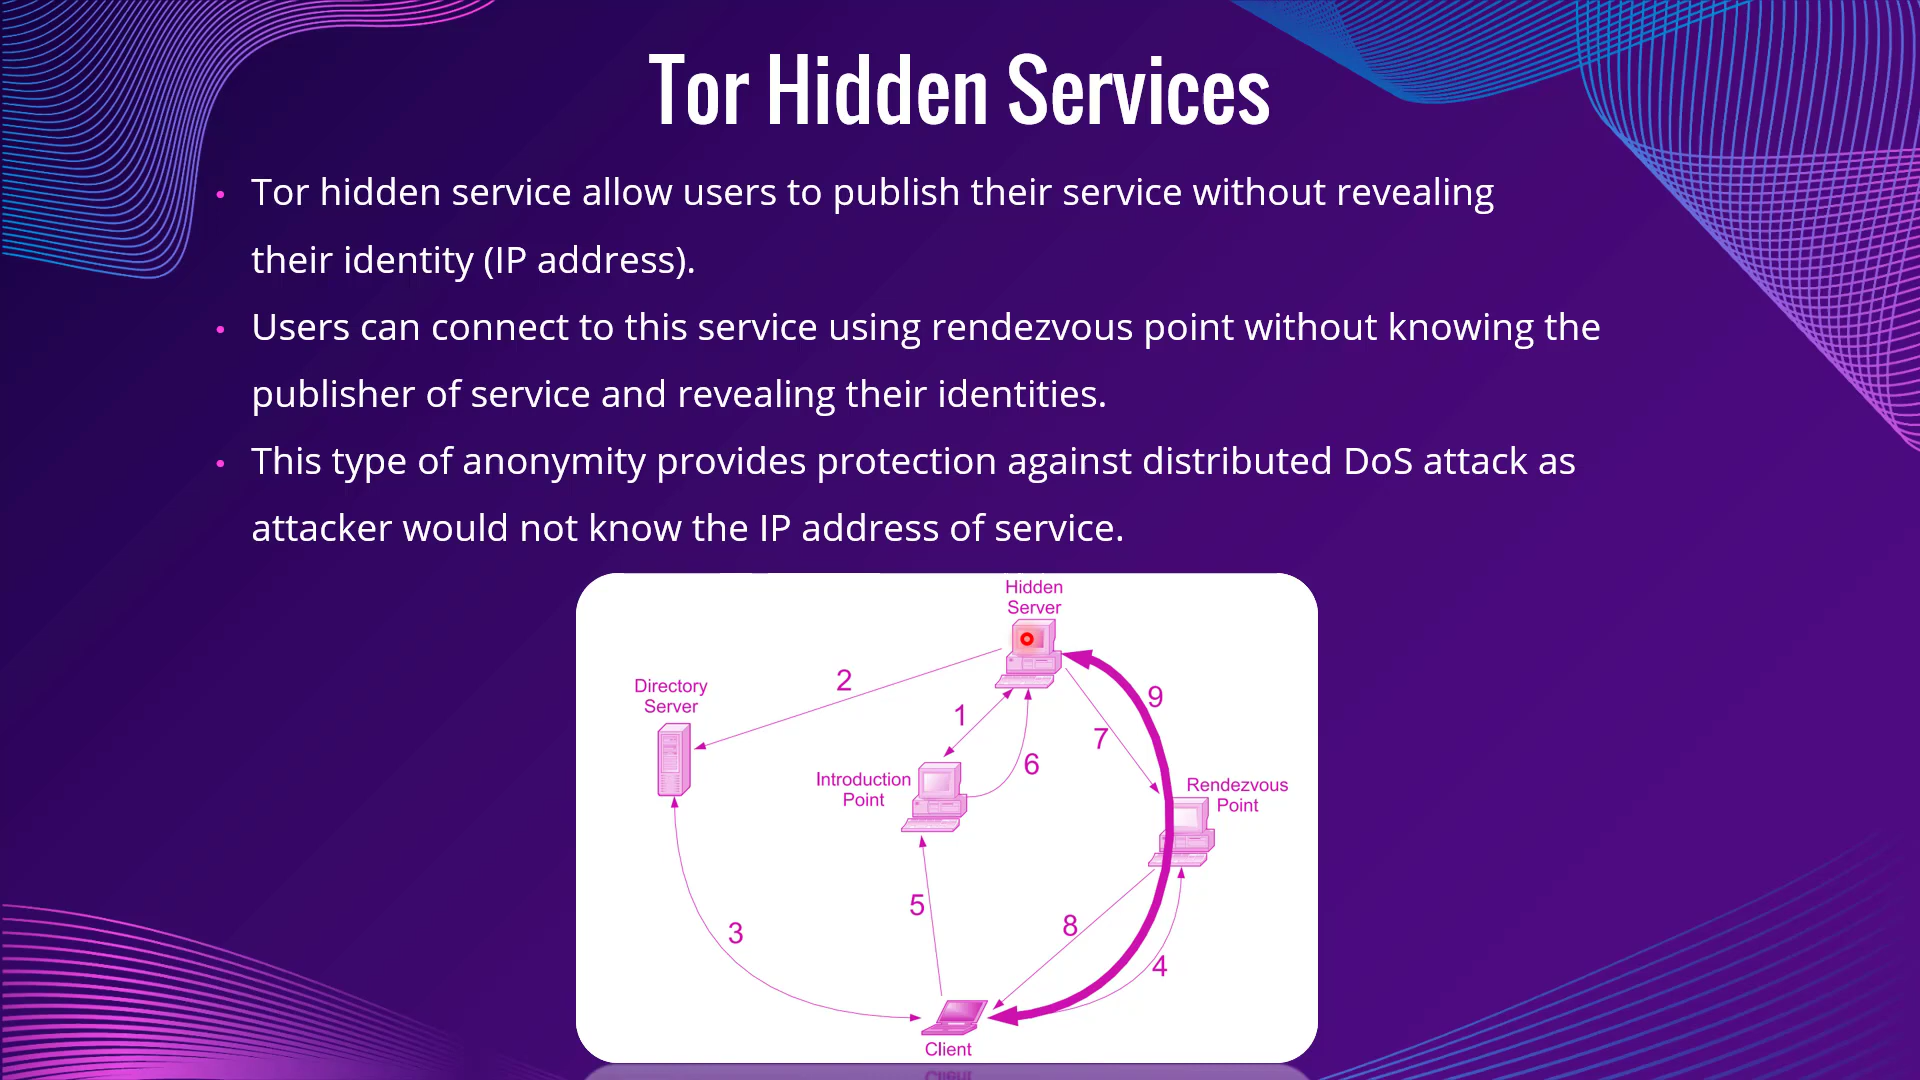 Tor Hidden Services
• Tor hidden service allow users to publish their service without revealing
their identity (IP address).
• Users can connect to this service using rendezvous point without knowing the
publisher of service and revealing their identities.
• This type of anonymity provides protection against distributed DoS attack as
attacker would not know the IP address of service.
Hidden
Server
2
Directory
Server
9
1
7
6
Introduction
Point
Rendezvous
Point
5
8
3
4
Client